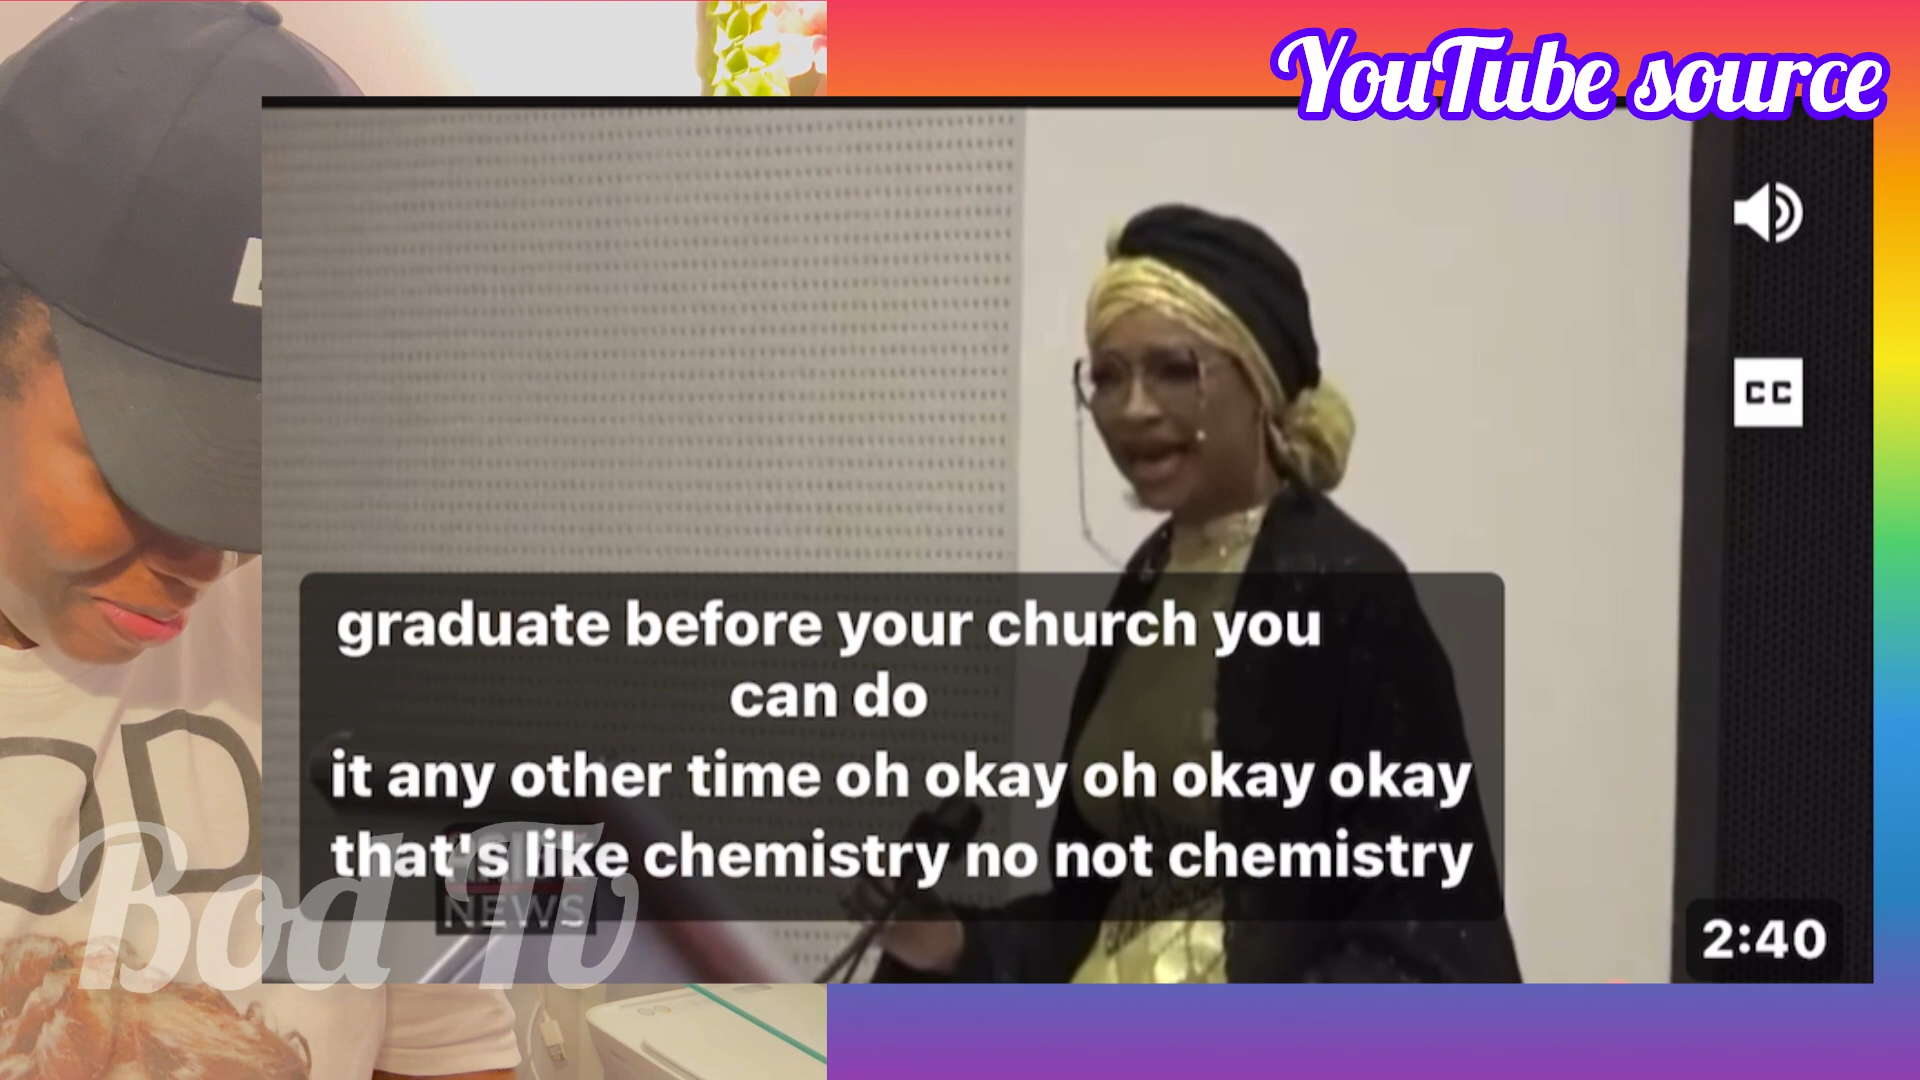 YouTube source
CC
graduate before your church you
can do
it any other time oh okay oh okay okay
that's like chemistry no not chemistry
NEWS
Bod Tv
2:40